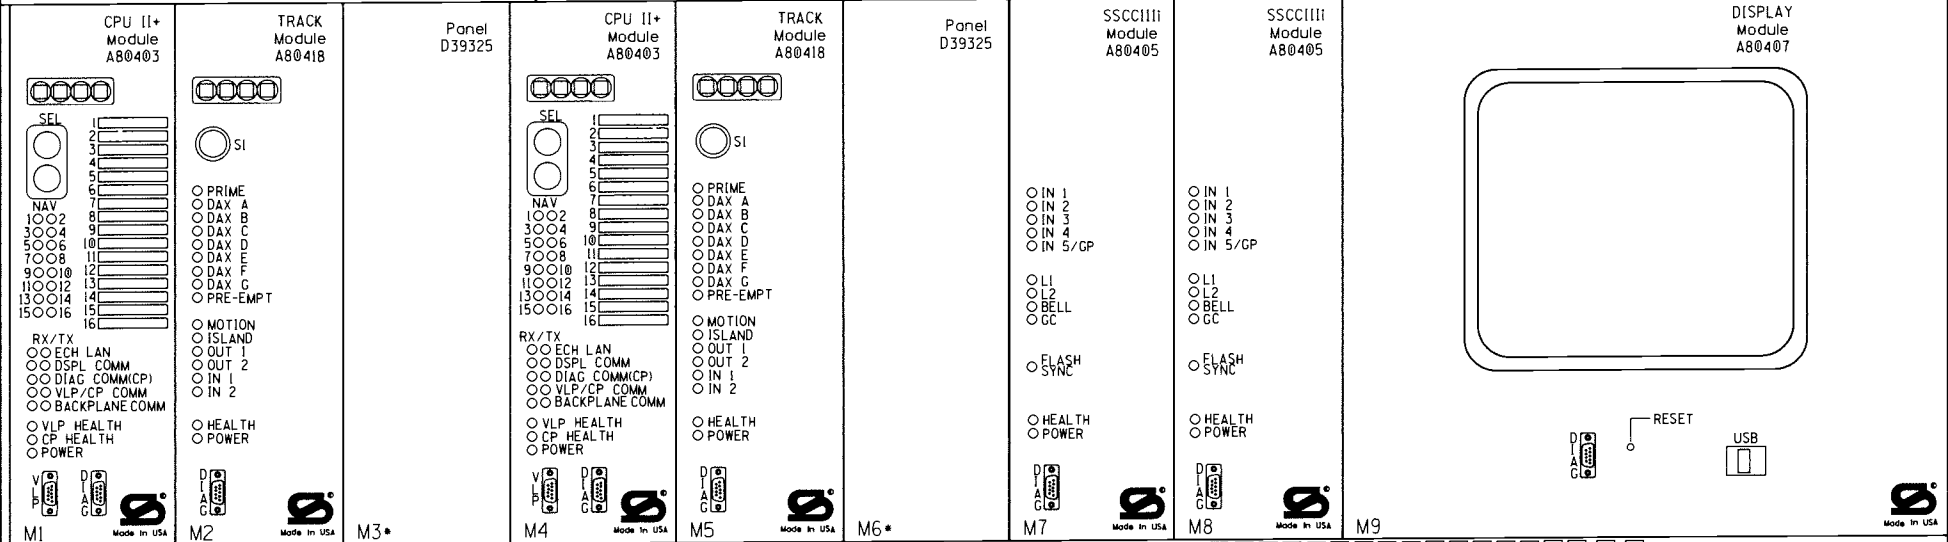 CPU II+
Module
A80403
SEL
1
2
3
4
5
6
7
8
9
10
11
12
13
14
15
16
NAV
1 2
3 4
5 6
7 8
9 10
11 12
13 14
15 16
RX/TX
ECH LAN
DSPL COMM
DIAG COMM(CP)
VLP/CP COMM
BACKPLANE COMM
VLP HEALTH
CP HEALTH
POWER
VLP
DIAG
Made in USA
M1
TRACK
Module
A80418
S1
PRIME
DAX A
DAX B
DAX C
DAX D
DAX E
DAX F
DAX G
PRE-EMPT
MOTION
ISLAND
OUT 1
OUT 2
IN 1
IN 2
HEALTH
POWER
DIAG
Made in USA
M2
Panel
D39325
M3*
CPU II+
Module
A80403
SEL
1
2
3
4
5
6
7
8
9
10
11
12
13
14
15
16
NAV
1 2
3 4
5 6
7 8
9 10
11 12
13 14
15 16
RX/TX
ECH LAN
DSPL COMM
DIAG COMM(CP)
VLP/CP COMM
BACKPLANE COMM
VLP HEALTH
CP HEALTH
POWER
VLP
DIAG
Made in USA
M4
TRACK
Module
A80418
S1
PRIME
DAX A
DAX B
DAX C
DAX D
DAX E
DAX F
DAX G
PRE-EMPT
MOTION
ISLAND
OUT 1
OUT 2
IN 1
IN 2
HEALTH
POWER
DIAG
Made in USA
M5
Panel
D39325
M6*
SSCCIIIi
Module
A80405
IN 1
IN 2
IN 3
IN 4
IN 5/GP
L1
L2
BELL
GC
FLASH
SYNC
HEALTH
POWER
DIAG
Made in USA
M7
SSCCIIIi
Module
A80405
IN 1
IN 2
IN 3
IN 4
IN 5/GP
L1
L2
BELL
GC
FLASH
SYNC
HEALTH
POWER
DIAG
Made in USA
M8
DISPLAY
Module
A80407
RESET
DIAG
USB
Made in USA
M9